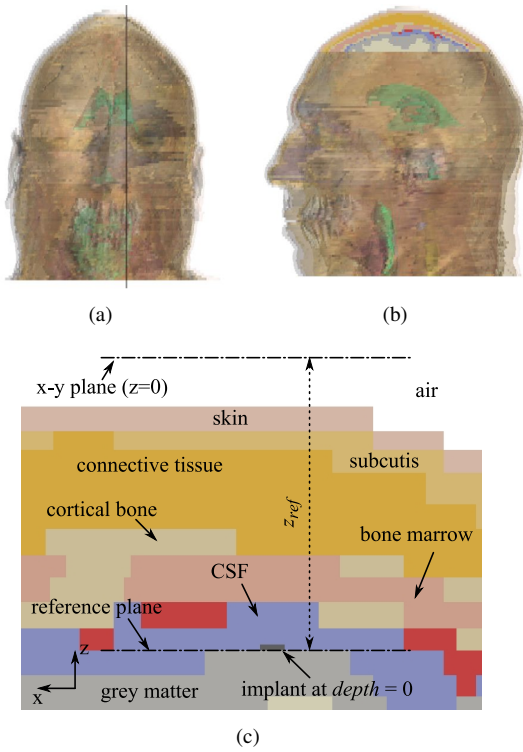 (a)
(b)
x-y plane (z=0)
air
skin
connective tissue
subcutis
cortical bone
z_ref
bone marrow
CSF
reference plane
z
x
grey matter
implant at depth = 0
(c)